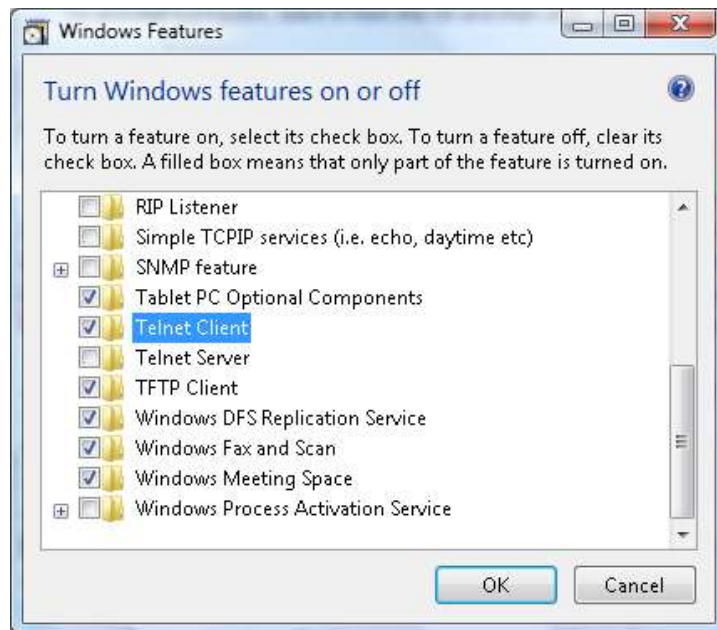 Windows Features
Turn Windows features on or off
To turn a feature on, select its check box. To turn a feature off, clear its
check box. A filled box means that only part of the feature is turned on.
RIP Listener
Simple TCPIP services (i.e. echo, daytime etc)
SNMP feature
Tablet PC Optional Components
Telnet Client
Telnet Server
TFTP Client
Windows DFS Replication Service
Windows Fax and Scan
Windows Meeting Space
Windows Process Activation Service
OK Cancel